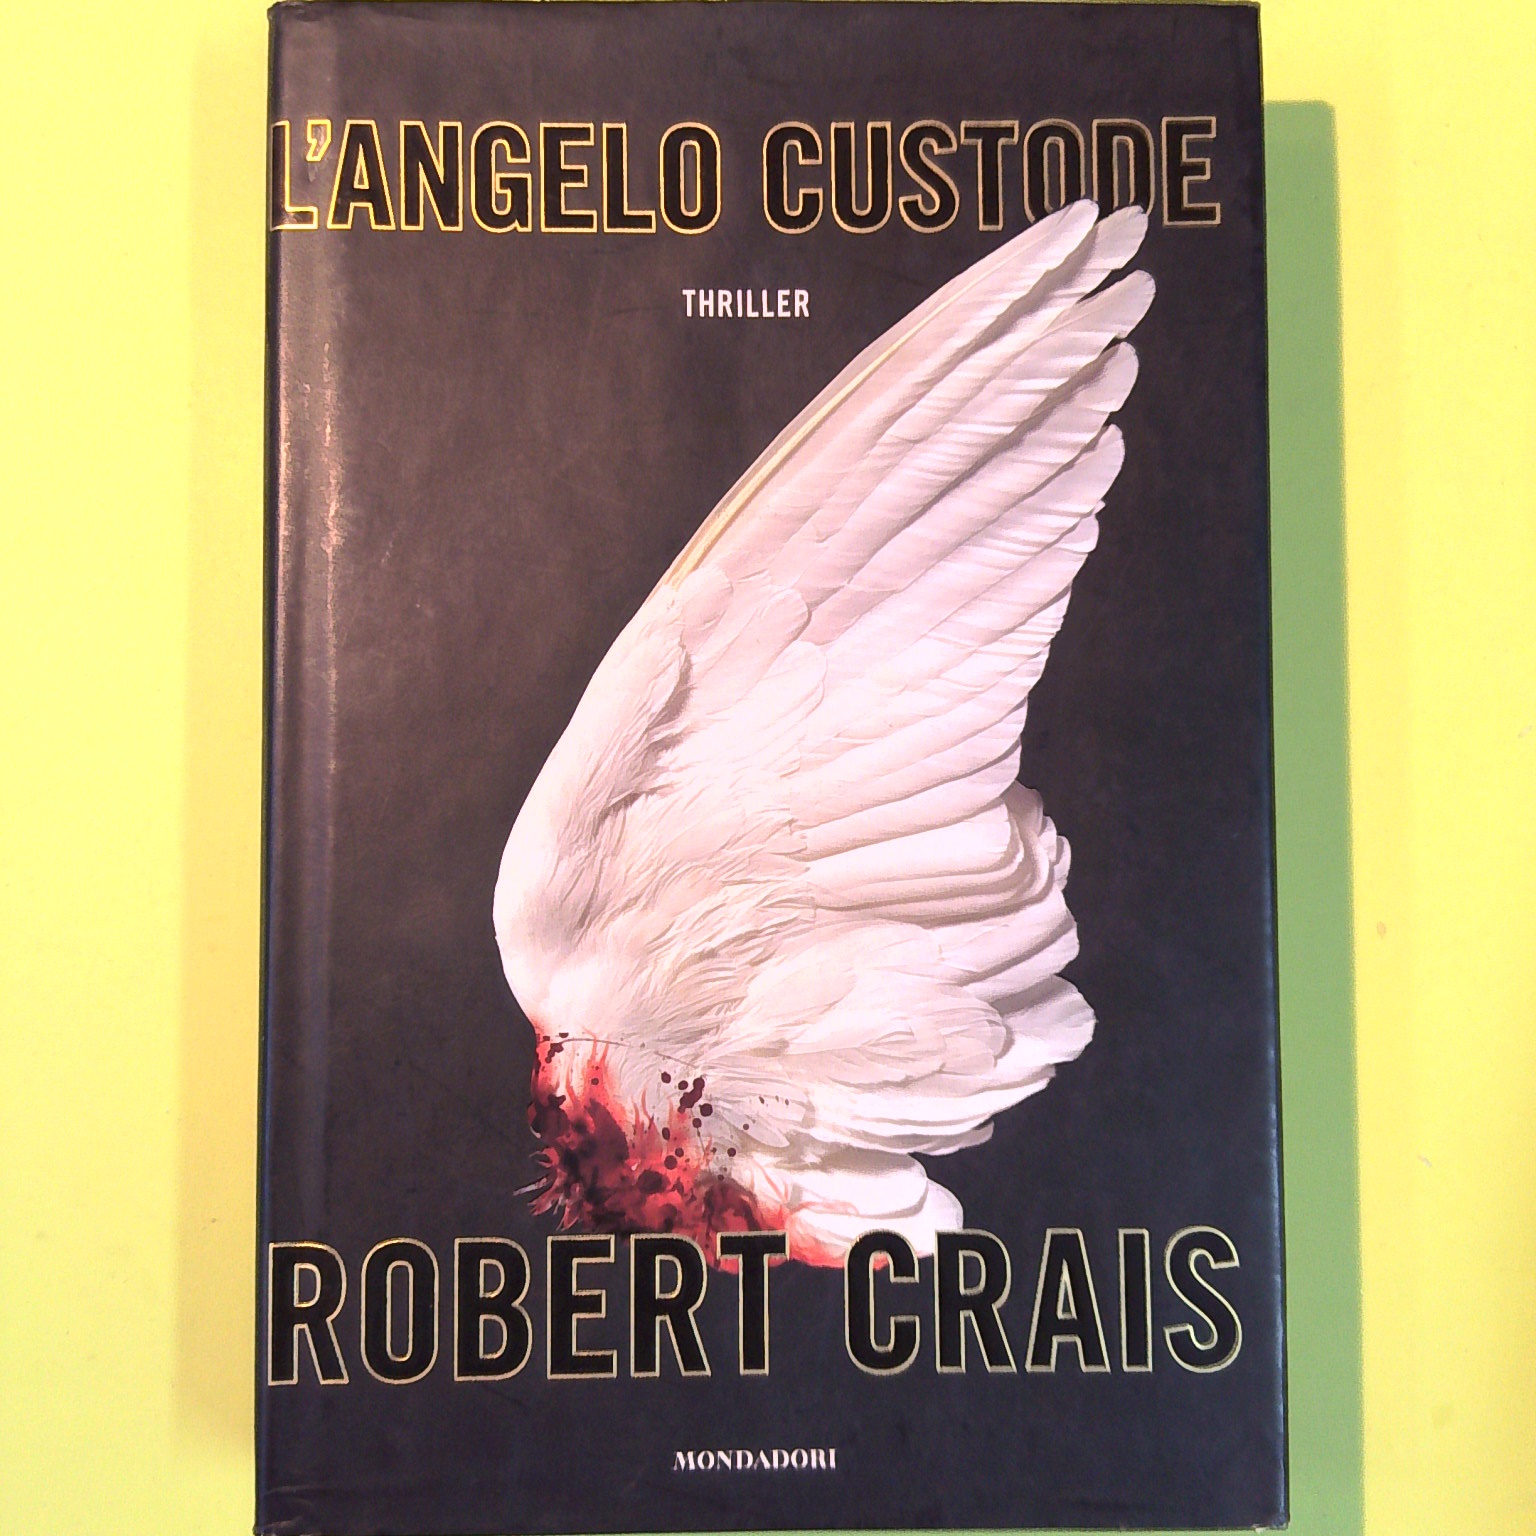 L'ANGELO CUSTODE
THRILLER
ROBERT CRAIS
MONDADORI